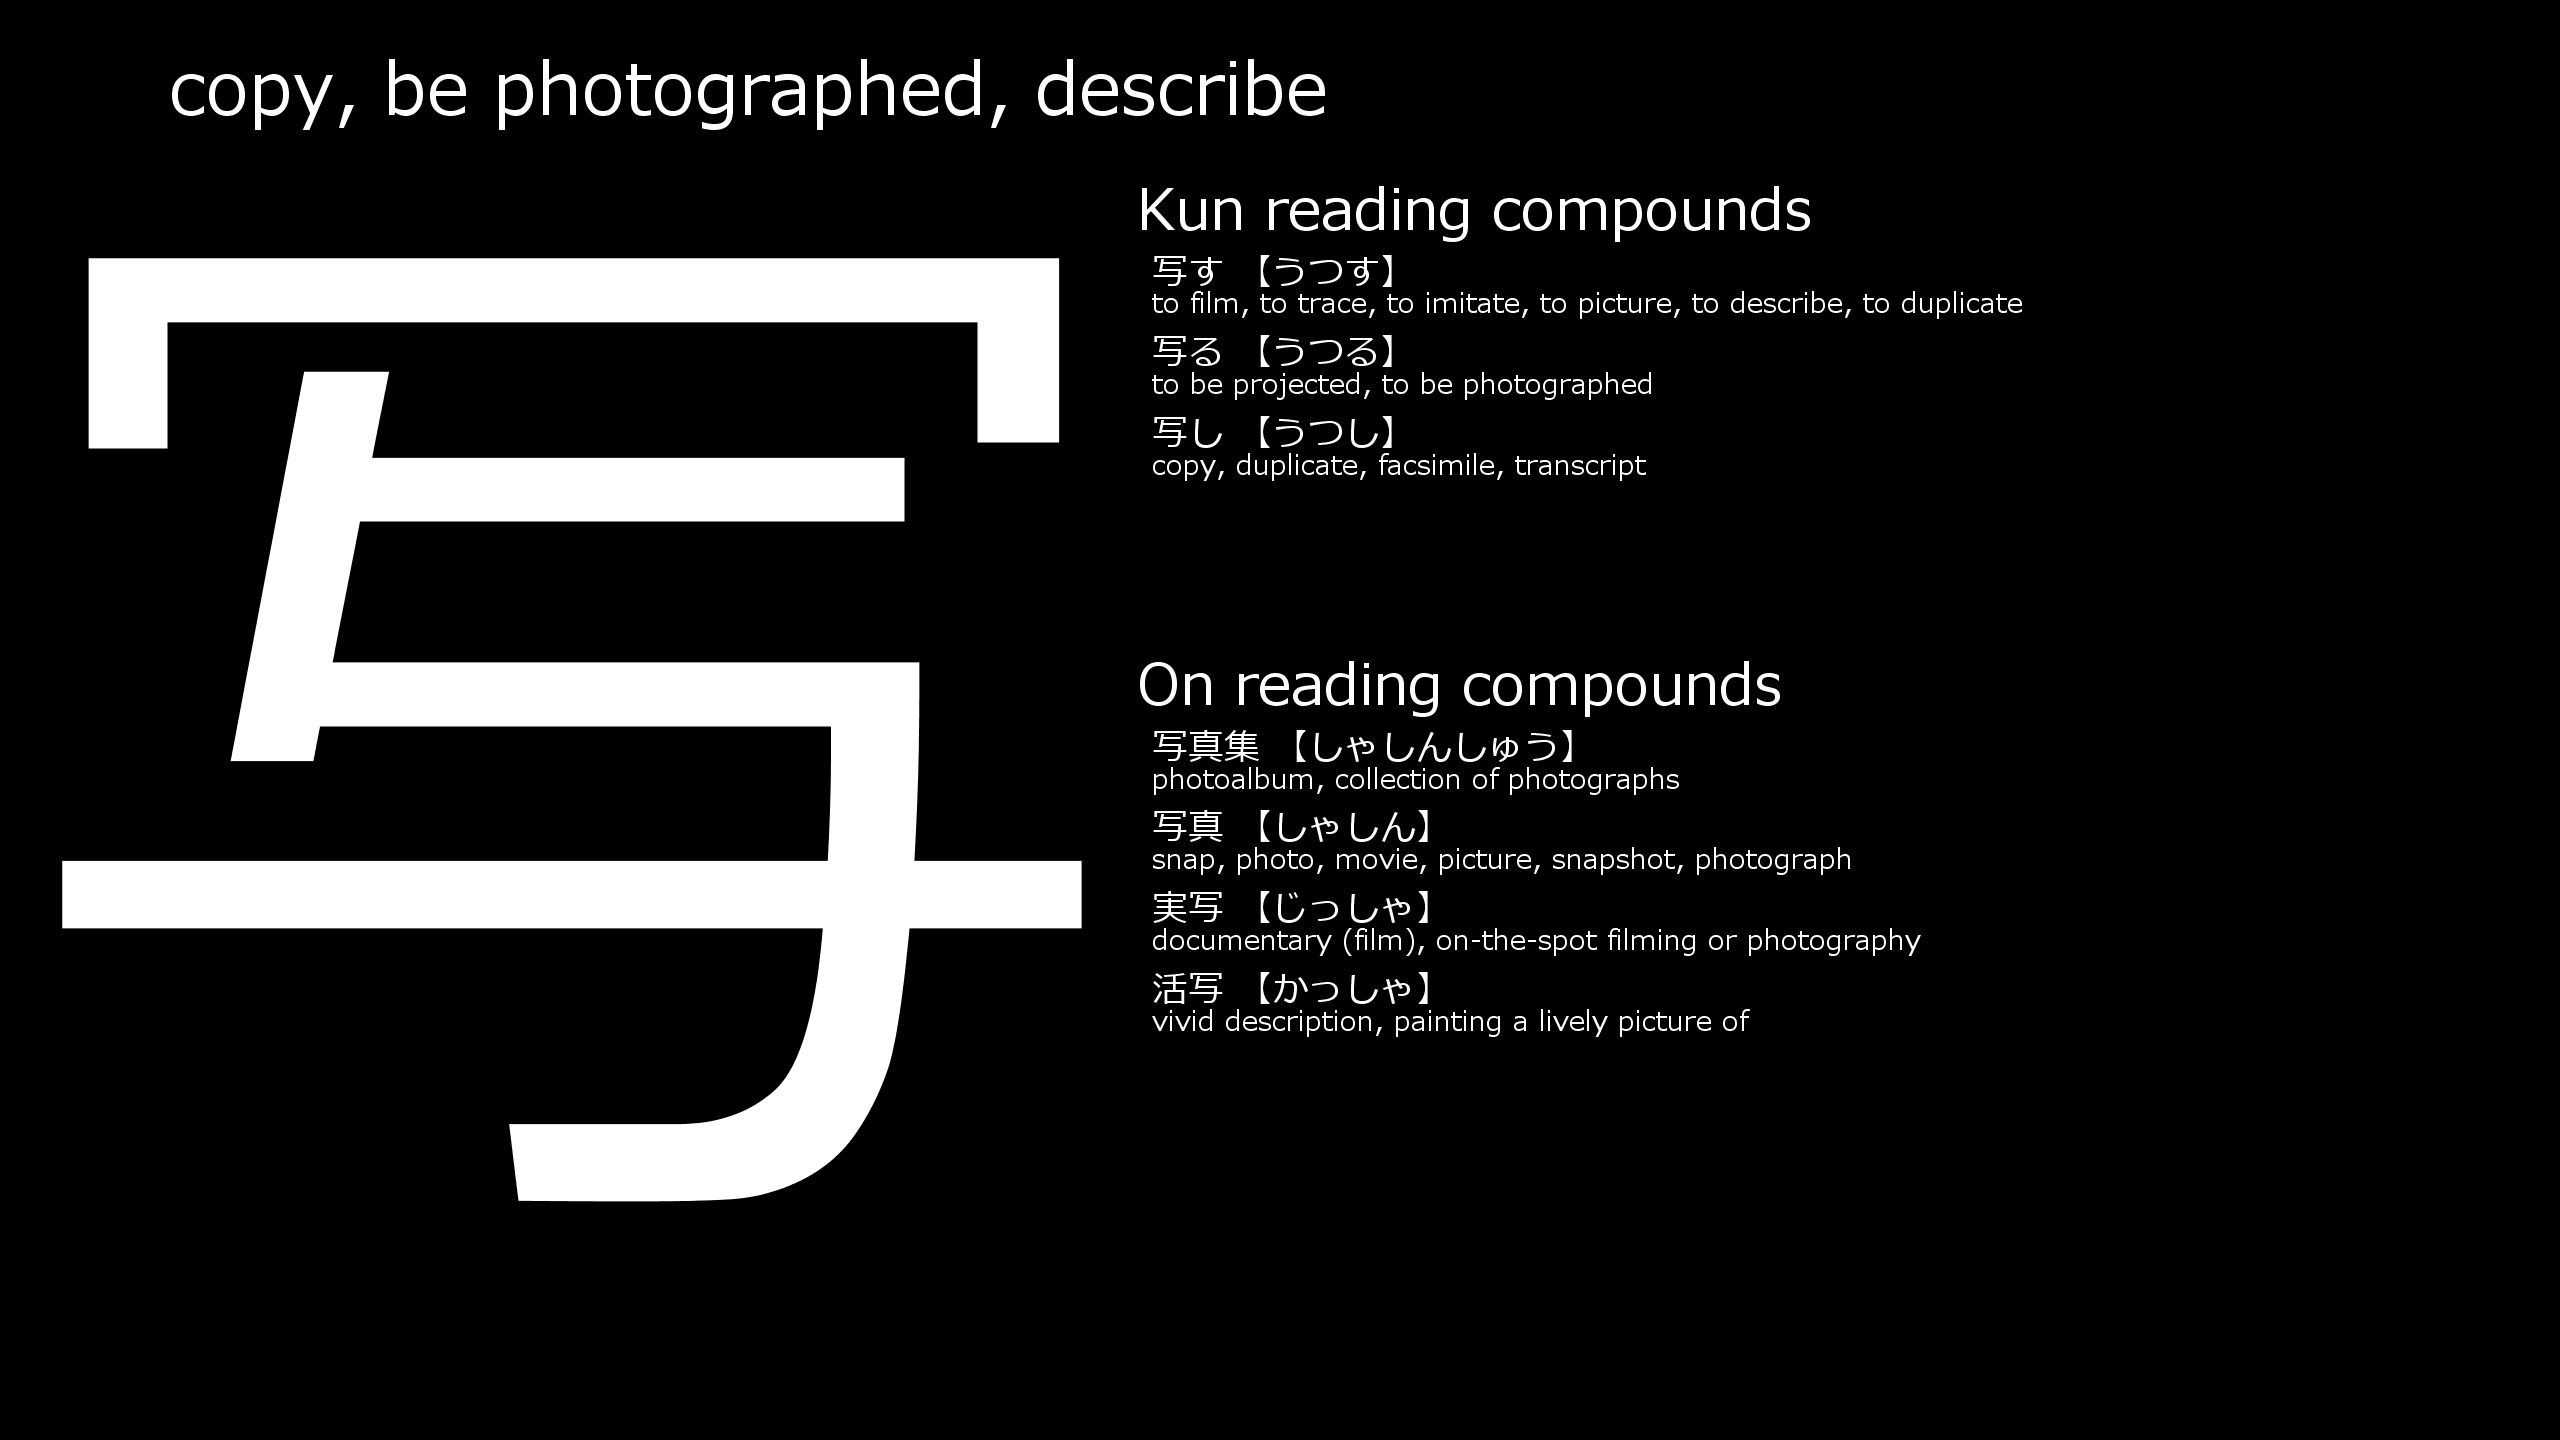 copy, be photographed, describe
写
Kun reading compounds
写す 【うつす】
to film, to trace, to imitate, to picture, to describe, to duplicate
写る 【うつる】
to be projected, to be photographed
写し 【うつし】
copy, duplicate, facsimile, transcript
On reading compounds
写真集 【しゃしんしゅう】
photoalbum, collection of photographs
写真 【しゃしん】
snap, photo, movie, picture, snapshot, photograph
実写 【じっしゃ】
documentary (film), on-the-spot filming or photography
活写 【かっしゃ】
vivid description, painting a lively picture of